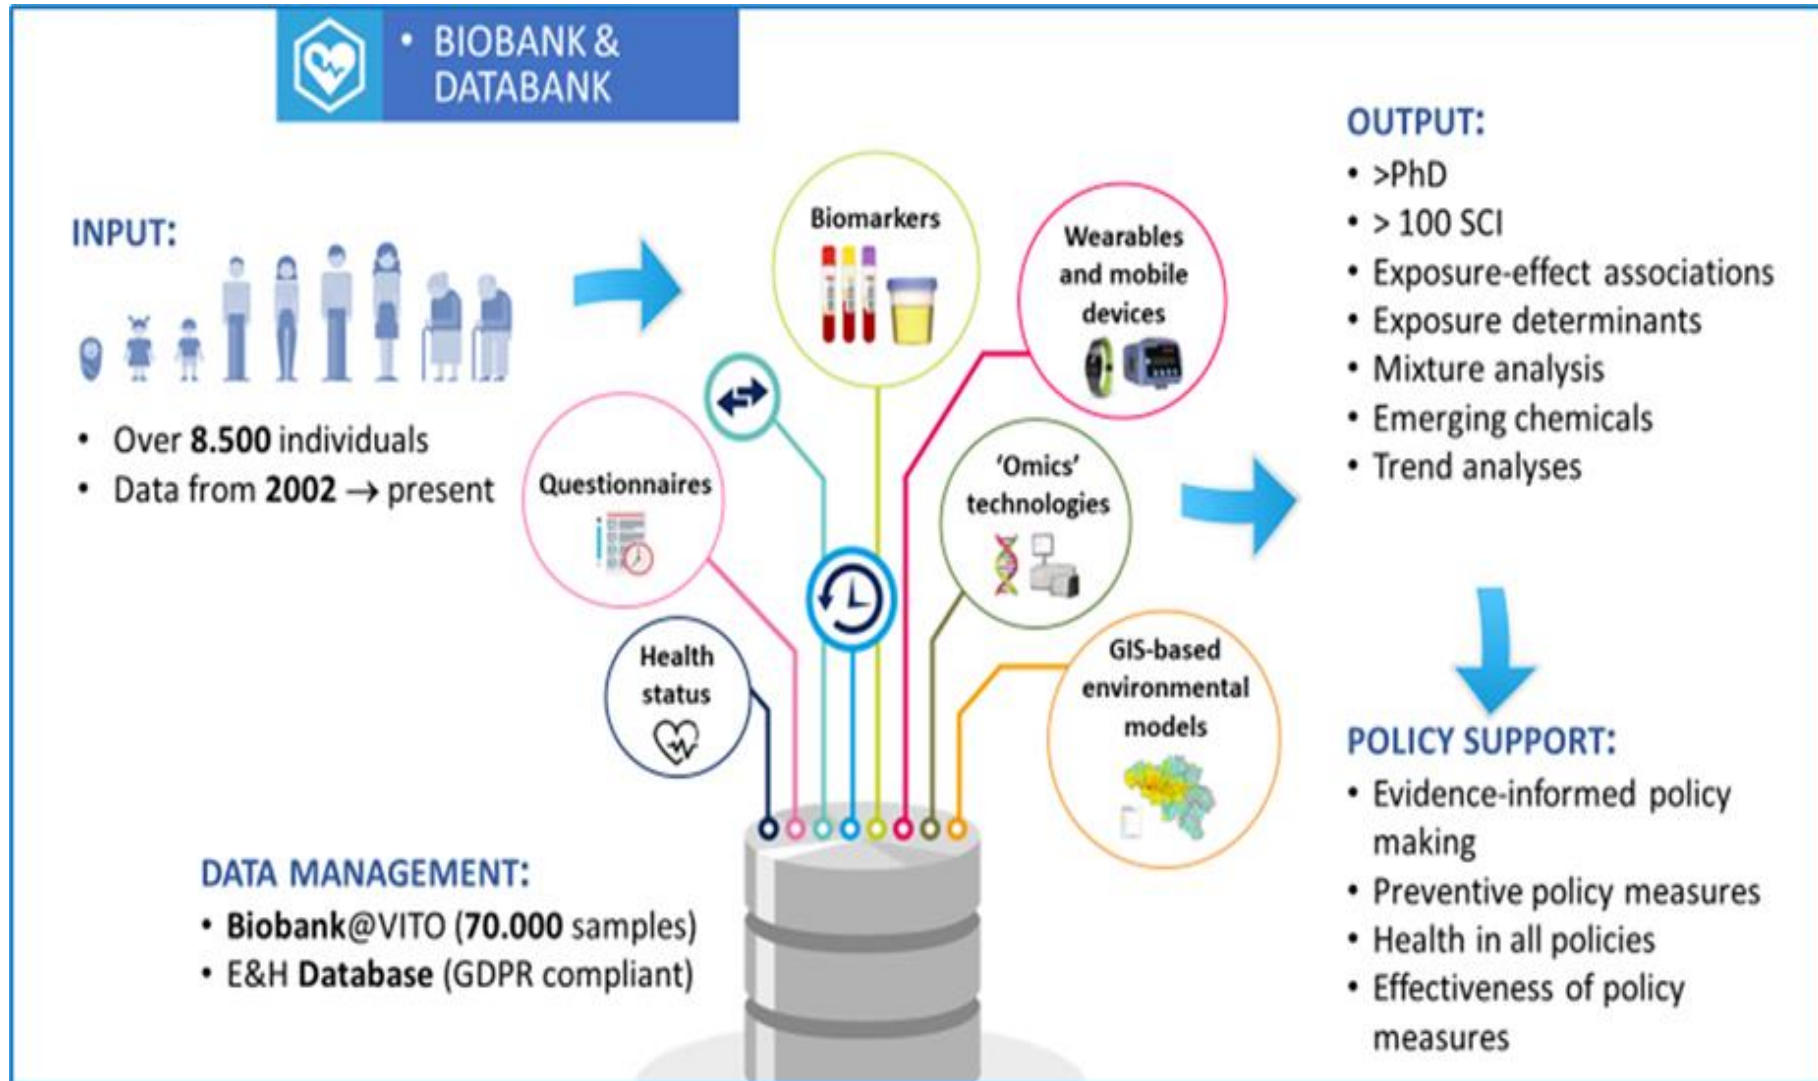 • BIOBANK &
DATABANK
INPUT:
• Over 8.500 individuals
• Data from 2002 → present
Biomarkers
Wearables
and mobile
devices
Questionnaires
'Omics'
technologies
Health
status
GIS-based
environmental
models
DATA MANAGEMENT:
• Biobank@VITO (70.000 samples)
• E&H Database (GDPR compliant)
OUTPUT:
• >PhD
• > 100 SCI
• Exposure-effect associations
• Exposure determinants
• Mixture analysis
• Emerging chemicals
• Trend analyses
POLICY SUPPORT:
• Evidence-informed policy
making
• Preventive policy measures
• Health in all policies
• Effectiveness of policy
measures